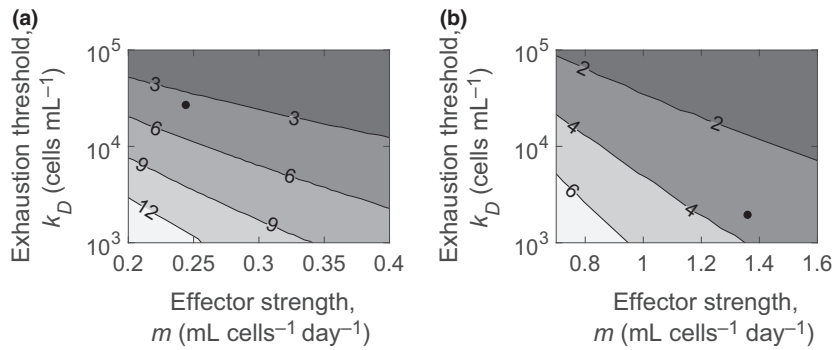 (a)
Exhaustion threshold,
k_D (cells mL⁻¹)
10⁵
10⁴
10³
3
3
6
6
9
9
12
0.2 0.25 0.3 0.35 0.4
Effector strength,
m (mL cells⁻¹ day⁻¹)
(b)
Exhaustion threshold,
k_D (cells mL⁻¹)
10⁵
10⁴
10³
2
2
4
4
6
0.8 1 1.2 1.4 1.6
Effector strength,
m (mL cells⁻¹ day⁻¹)